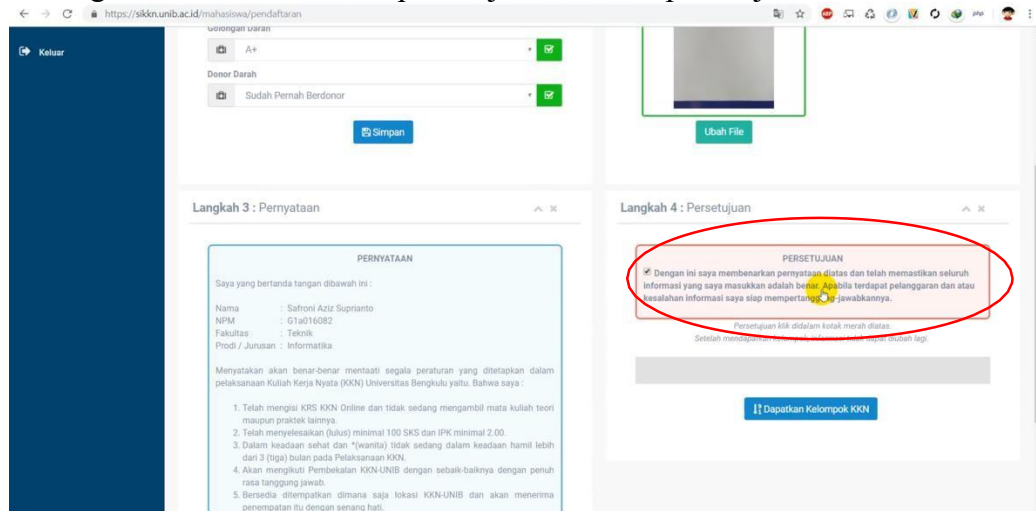 https://sikkn.unib.ac.id/mahasiswa/pendaftaran
Keluar
Golongan Darah
A+
Donor Darah
Sudah Pernah Berdonor
Simpan
Ubah File
Langkah 3 : Pernyataan
PERNYATAAN
Saya yang bertanda tangan dibawah ini :
Nama : Safroni Aziz Suprianto
NPM : G1a016082
Fakultas : Teknik
Prodi / Jurusan : Informatika
Menyatakan akan benar-benar mentaati segala peraturan yang ditetapkan dalam
pelaksanaan Kuliah Kerja Nyata (KKN) Universitas Bengkulu yaitu. Bahwa saya :
1. Telah mengisi KRS KKN Online dan tidak sedang mengambil mata kuliah teori
maupun praktek lainnya.
2. Telah menyelesaikan (lulus) minimal 100 SKS dan IPK minimal 2.00.
3. Dalam keadaan sehat dan *(wanita) tidak sedang dalam keadaan hamil lebih
dari 3 (tiga) bulan pada Pelaksanaan KKN.
4. Akan mengikuti Pembekalan KKN-UNIB dengan sebaik-baiknya dengan penuh
rasa tanggung jawab.
5. Bersedia ditempatkan dimana saja lokasi KKN-UNIB dan akan menerima
penempatan itu dengan senang hati.
Langkah 4 : Persetujuan
PERSETUJUAN
Dengan ini saya membenarkan pernyataan diatas dan telah memastikan seluruh
informasi yang saya masukkan adalah benar. Apabila terdapat pelanggaran dan atau
kesalahan informasi saya siap mempertanggung-jawabkannya.
Persetujuan klik didalam kotak merah diatas.
Setelah mendapatkan kelompok, informasi tidak dapat diubah lagi.
Dapatkan Kelompok KKN